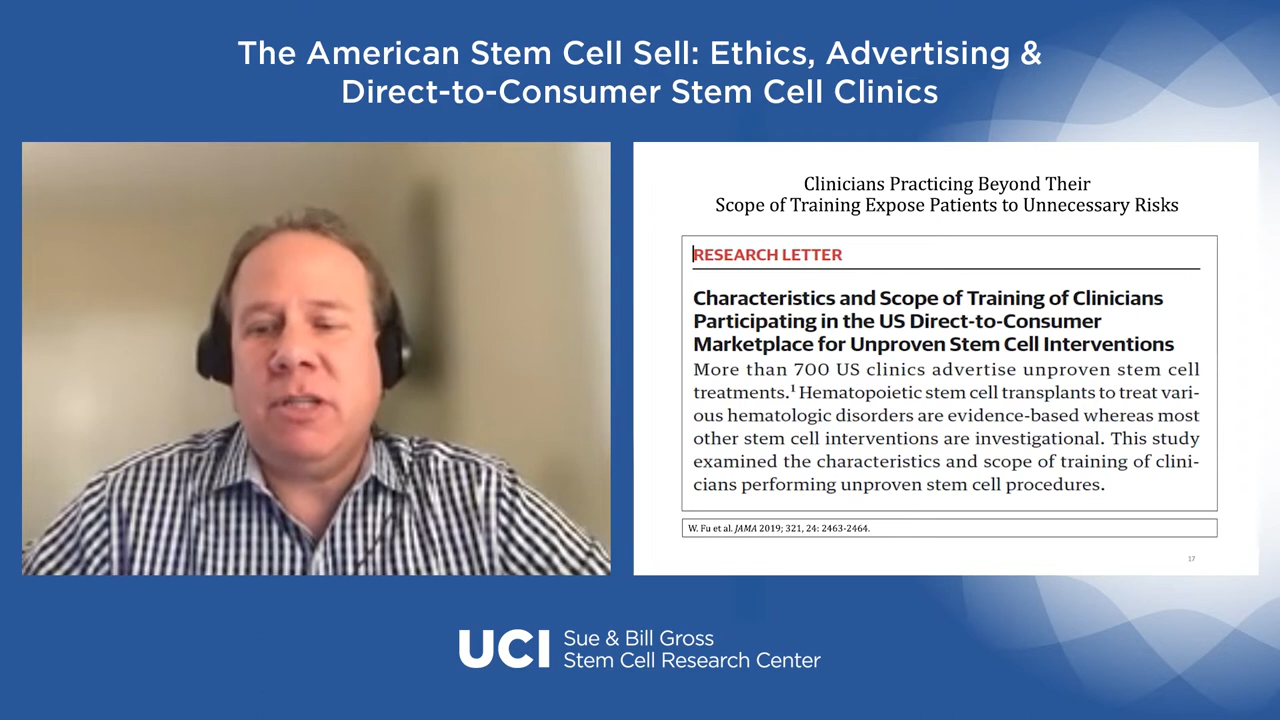 The American Stem Cell Sell: Ethics, Advertising &
Direct-to-Consumer Stem Cell Clinics
Clinicians Practicing Beyond Their
Scope of Training Expose Patients to Unnecessary Risks
RESEARCH LETTER
Characteristics and Scope of Training of Clinicians
Participating in the US Direct-to-Consumer
Marketplace for Unproven Stem Cell Interventions
More than 700 US clinics advertise unproven stem cell
treatments.¹ Hematopoietic stem cell transplants to treat vari-
ous hematologic disorders are evidence-based whereas most
other stem cell interventions are investigational. This study
examined the characteristics and scope of training of clini-
cians performing unproven stem cell procedures.
W. Fu et al. JAMA 2019; 321, 24: 2463-2464.
17
UCI Sue & Bill Gross
Stem Cell Research Center